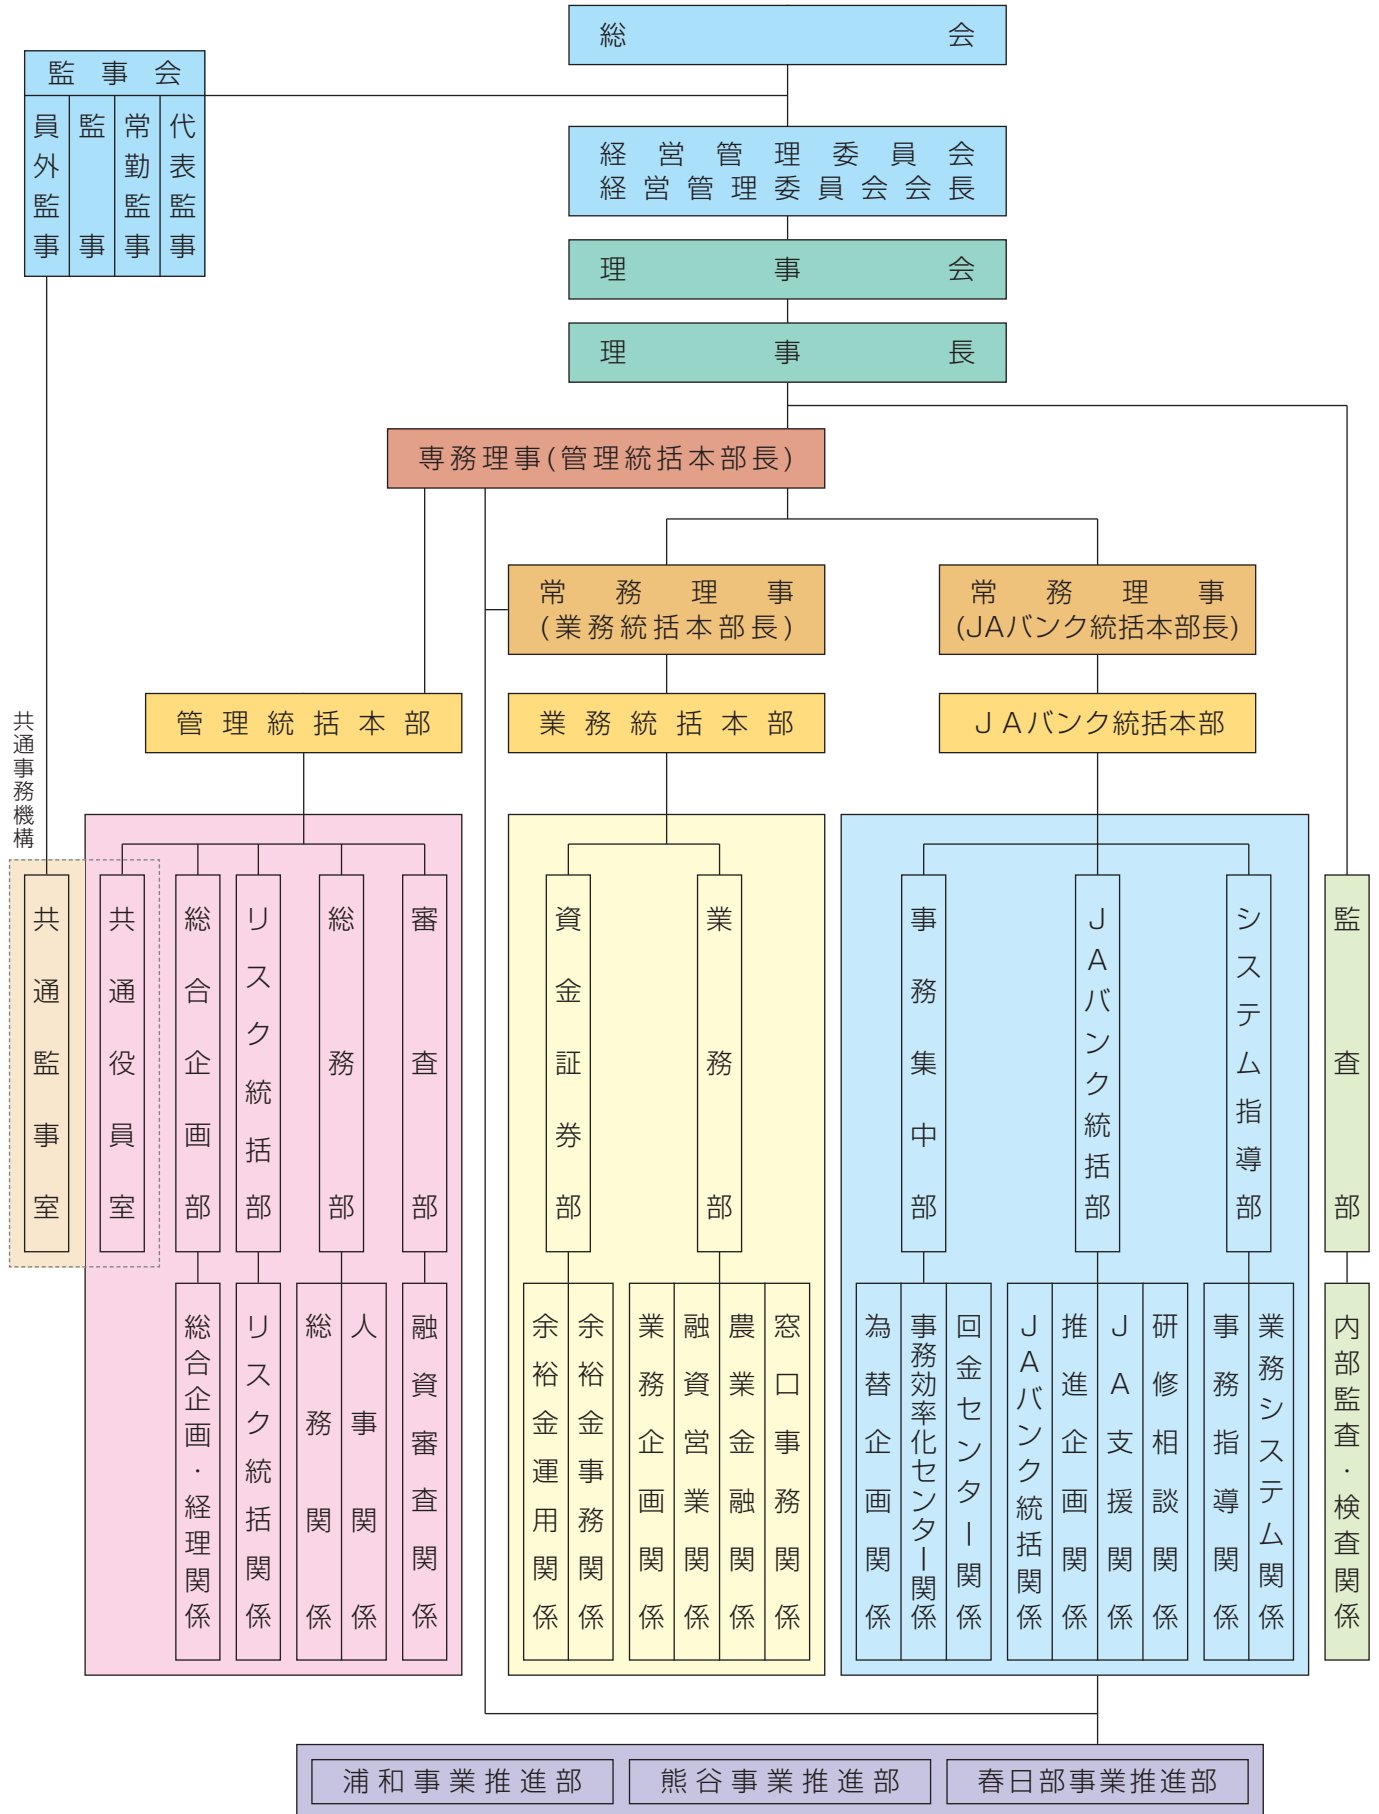 総会
監事会
員外監事
監事
常勤監事
代表監事
経営管理委員会
経営管理委員会会長
理事会
理事長
専務理事(管理統括本部長)
常務理事
(業務統括本部長)
常務理事
(JAバンク統括本部長)
管理統括本部
業務統括本部
JAバンク統括本部
共通事務機構
共通監事室
共通役員室
総合企画部
リスク統括部
総務部
審査部
資金証券部
業務部
事務集中部
JAバンク統括部
システム指導部
監査部
総合企画・経理関係
リスク統括関係
総務関係
人事関係
融資審査関係
余裕金運用関係
余裕金事務関係
業務企画関係
融資営業関係
農業金融関係
窓口事務関係
為替企画関係
事務効率化センター関係
回金センター関係
JAバンク統括関係
推進企画関係
JA支援関係
研修相談関係
事務指導関係
業務システム関係
内部監査・検査関係
浦和事業推進部
熊谷事業推進部
春日部事業推進部